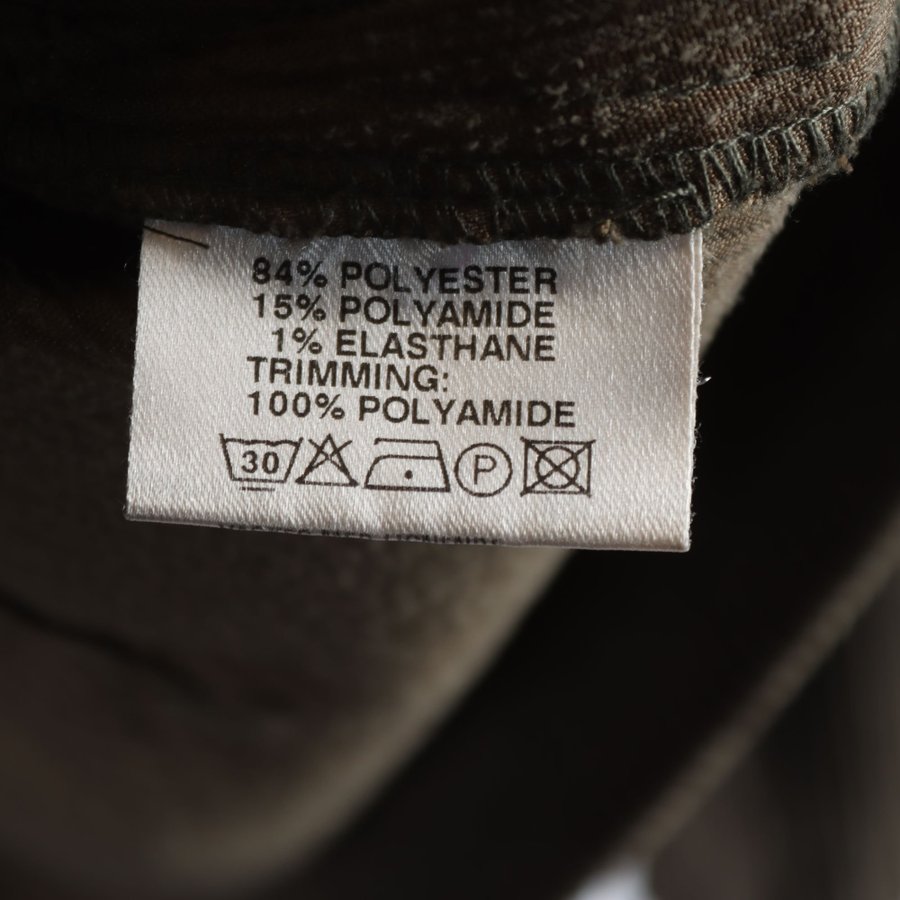 84% POLYESTER
15% POLYAMIDE
1% ELASTHANE
TRIMMING:
100% POLYAMIDE
30 P